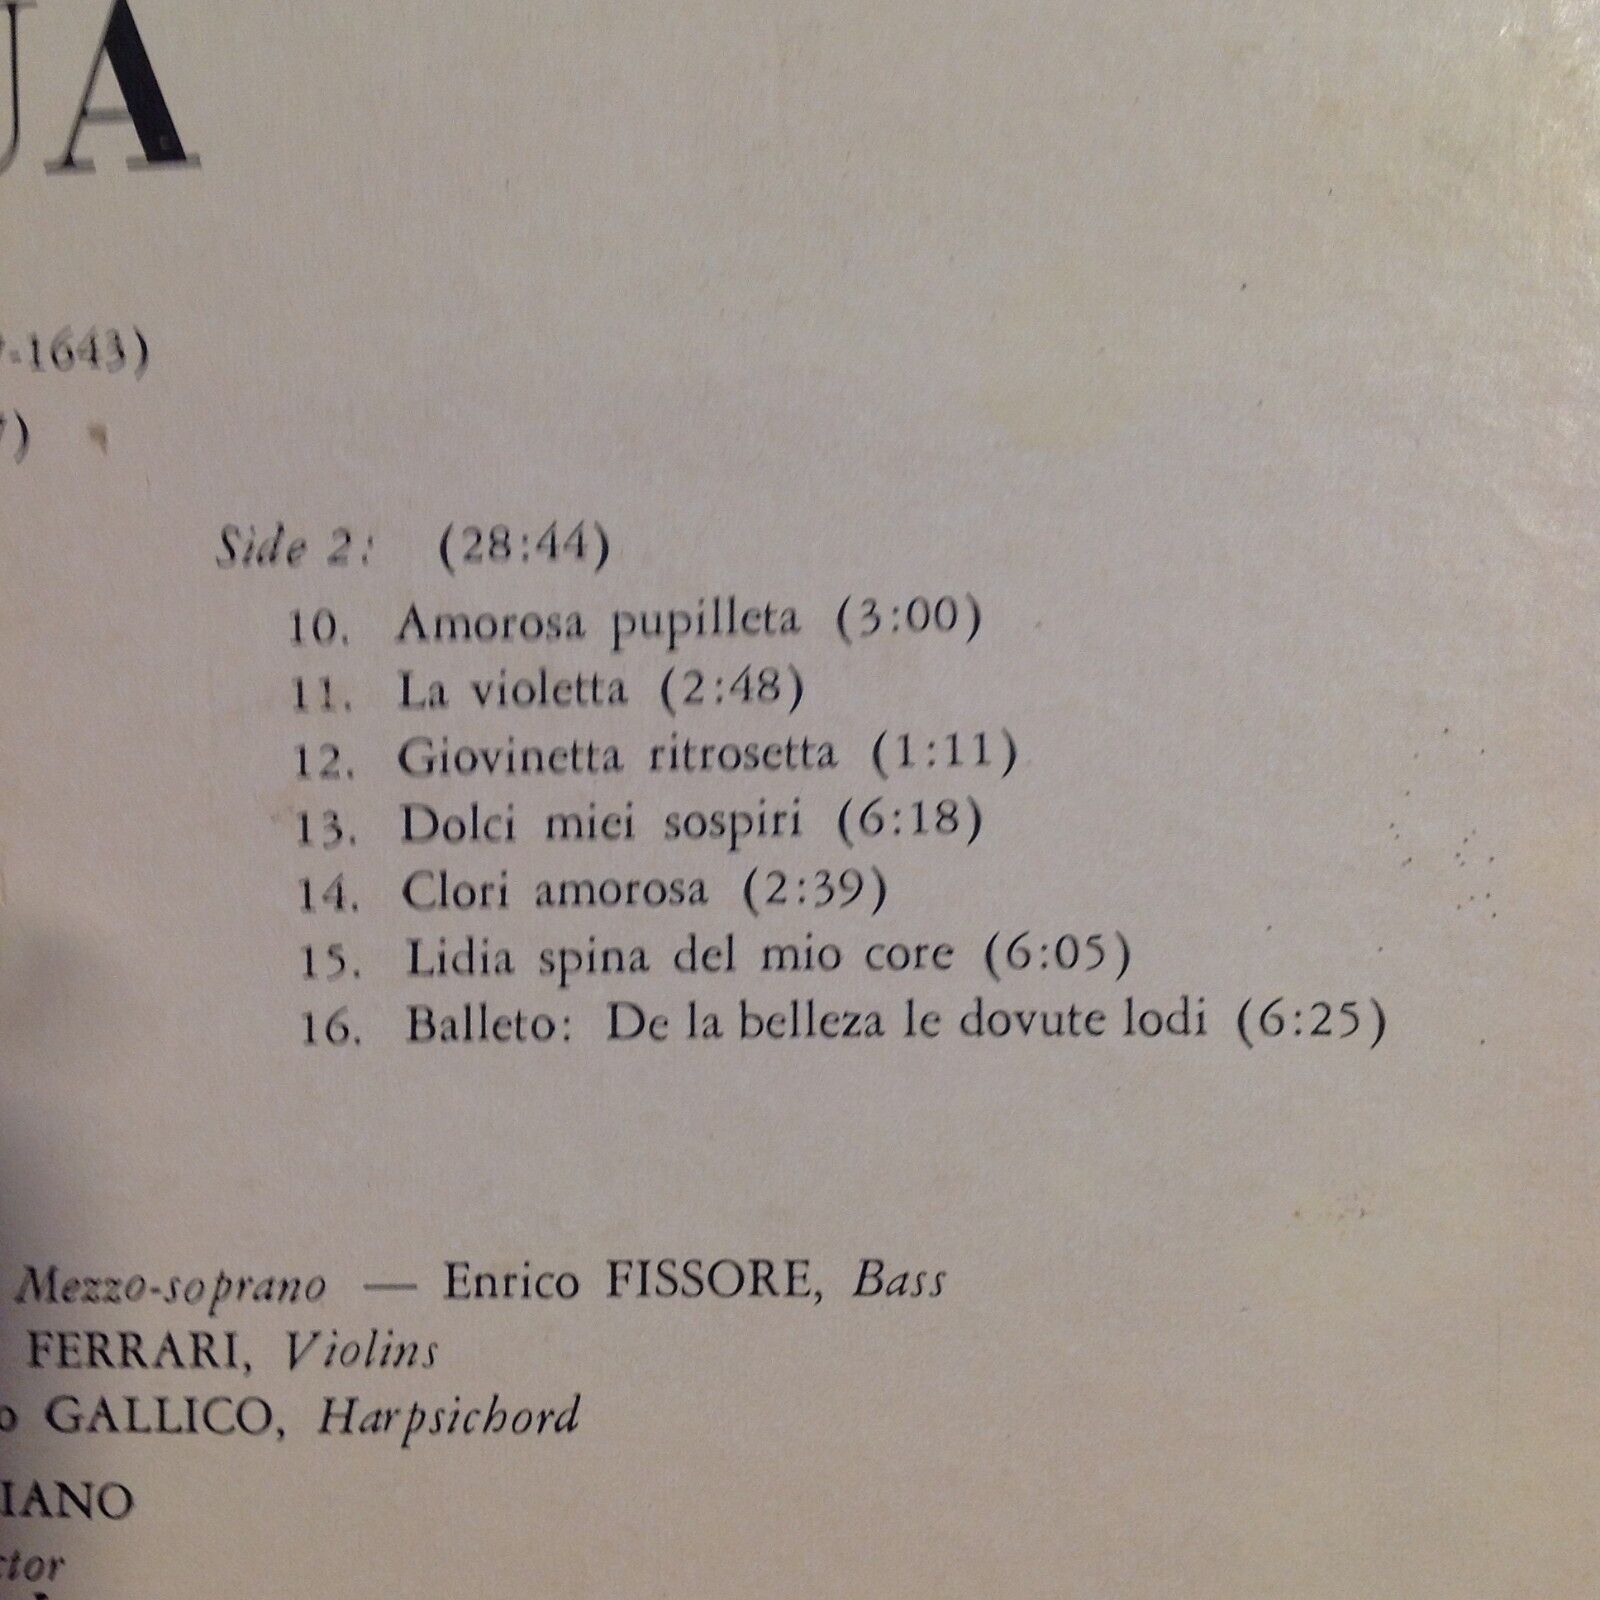 UA
-1643)
7)
Side 2: (28:44)
10. Amorosa pupilleta (3:00)
11. La violetta (2:48)
12. Giovinetta ritrosetta (1:11)
13. Dolci miei sospiri (6:18)
14. Clori amorosa (2:39)
15. Lidia spina del mio core (6:05)
16. Balleto: De la belleza le dovute lodi (6:25)
Mezzo-soprano — Enrico FISSORE, Bass
FERRARI, Violins
o GALLICO, Harpsichord
IANO
ctor